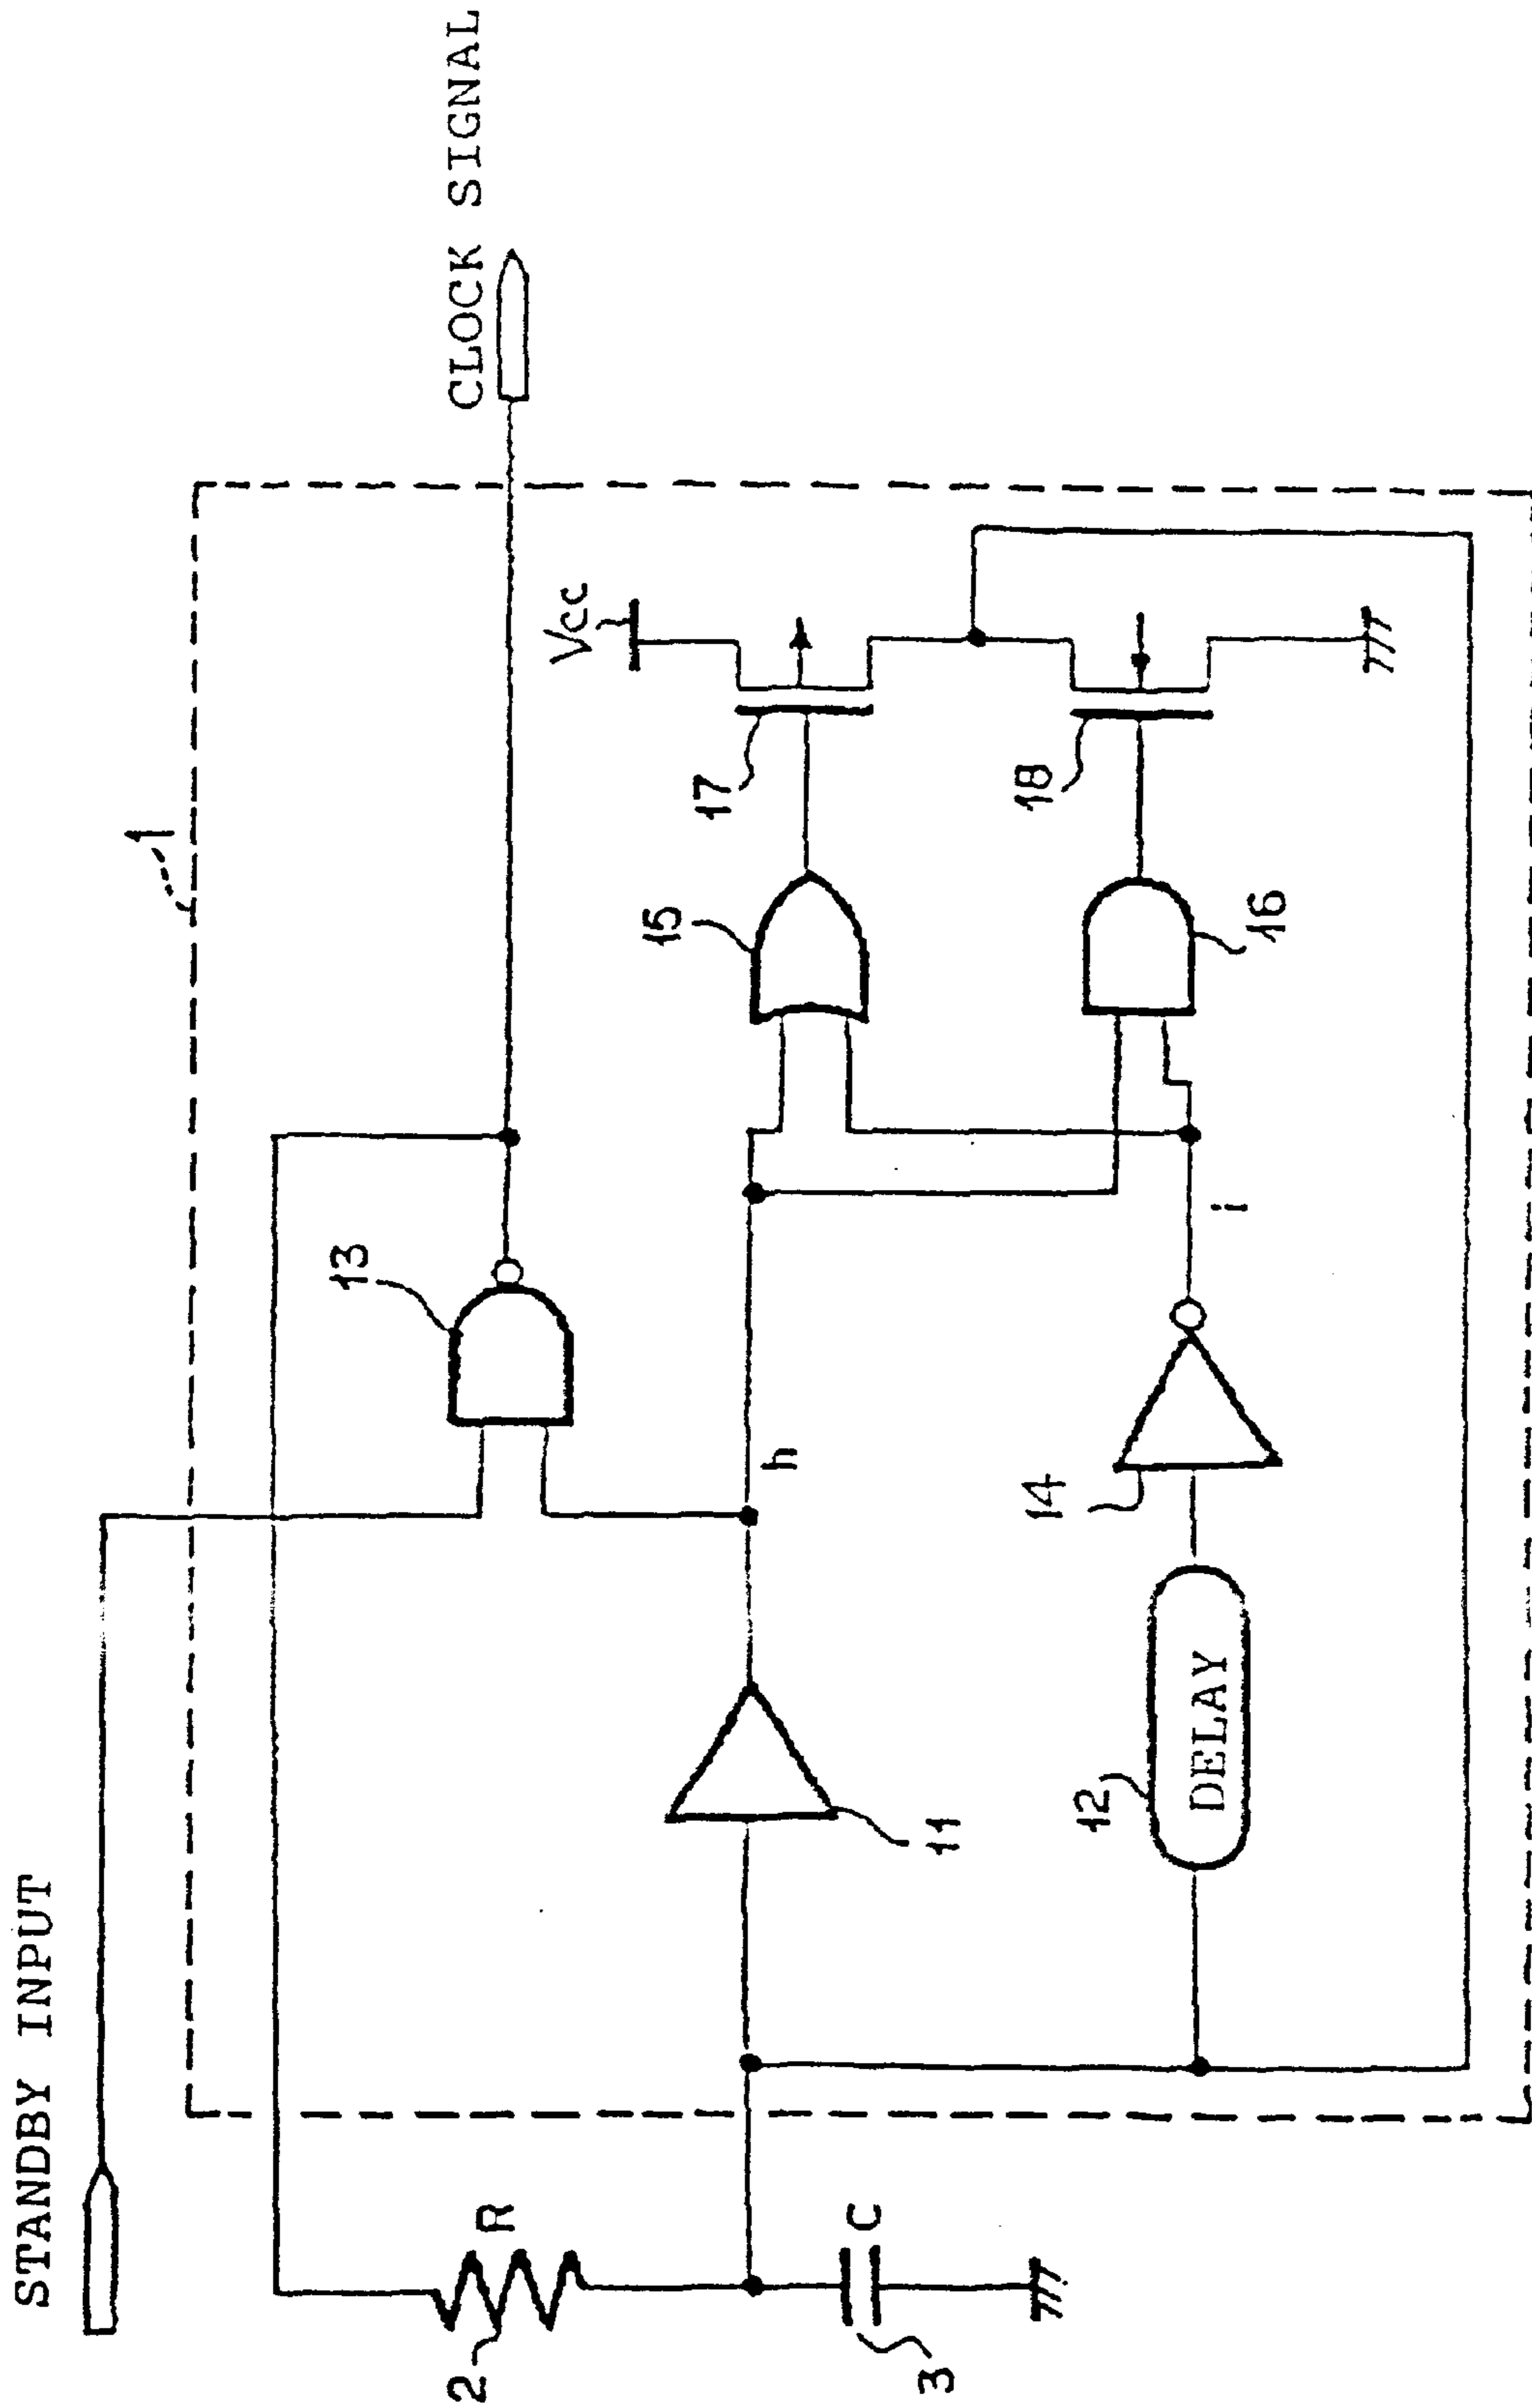 STANDBY INPUT
CLOCK SIGNAL
1
13
Vcc
R
2
h
15
17
11
C
3
12
DELAY
14
i
16
18